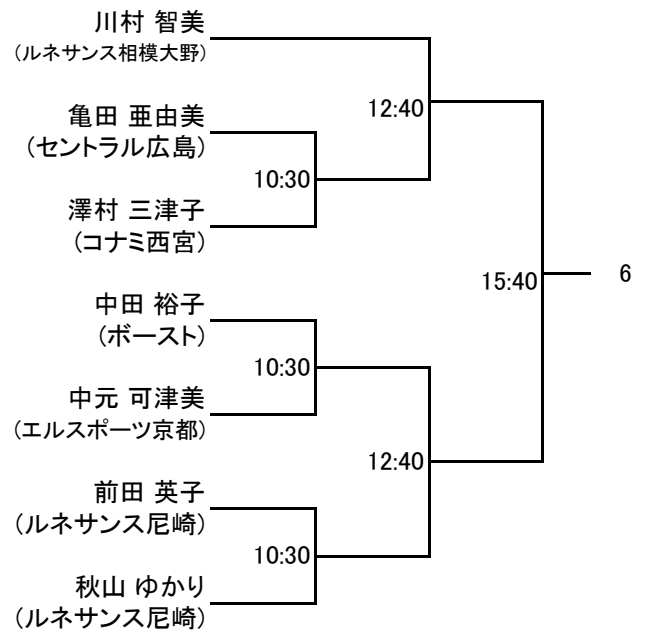 川村 智美
(ルネサンス相模大野)
12:40
亀田 亜由美
(セントラル広島)
10:30
澤村 三津子
(コナミ西宮)
15:40
6
中田 裕子
(ボースト)
10:30
中元 可津美
(エルスポーツ京都)
12:40
前田 英子
(ルネサンス尼崎)
10:30
秋山 ゆかり
(ルネサンス尼崎)